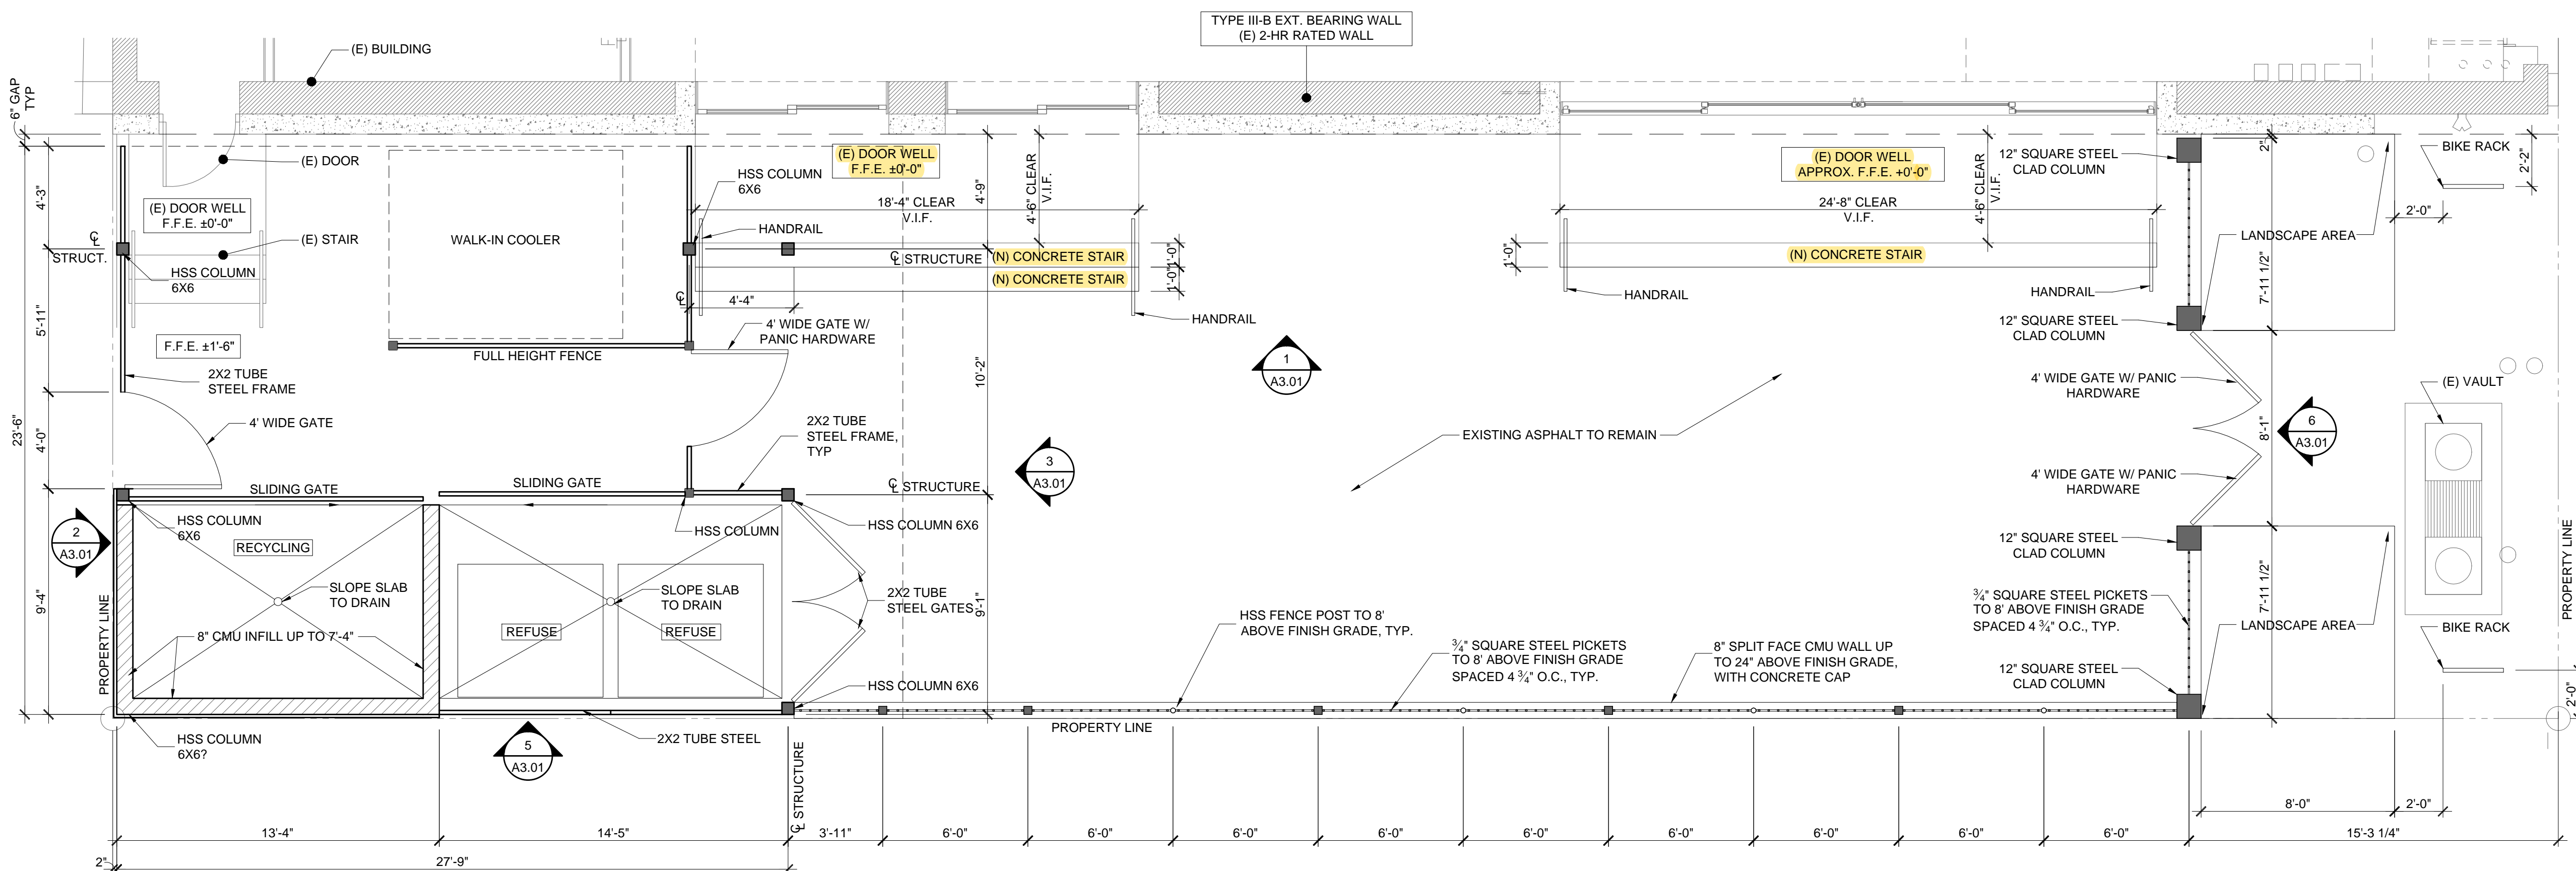 TYPE III-B EXT. BEARING WALL
(E) 2-HR RATED WALL
(E) BUILDING
6" GAP
TYP
(E) DOOR
(E) DOOR WELL
F.F.E. ±0'-0"
(E) STAIR
WALK-IN COOLER
HSS COLUMN
6X6
(E) DOOR WELL
F.F.E. ±0'-0"
18'-4" CLEAR
V.I.F.
HANDRAIL
4'-9"
4'-6" CLEAR
V.I.F.
(E) DOOR WELL
APPROX. F.F.E. +0'-0"
24'-8" CLEAR
V.I.F.
4'-6" CLEAR
V.I.F.
12" SQUARE STEEL
CLAD COLUMN
2"
BIKE RACK
2'-2"
2'-0"
LANDSCAPE AREA
4'-3"
℄
STRUCT.
HSS COLUMN
6X6
℄ STRUCTURE
(N) CONCRETE STAIR
(N) CONCRETE STAIR
1'-0"
1'-0"
1'-0"
(N) CONCRETE STAIR
HANDRAIL
HANDRAIL
HANDRAIL
7'-11 1/2"
℄
4'-4"
4' WIDE GATE W/
PANIC HARDWARE
5'-11"
F.F.E. ±1'-6"
FULL HEIGHT FENCE
2X2 TUBE
STEEL FRAME
12" SQUARE STEEL
CLAD COLUMN
1
A3.01
10'-2"
4' WIDE GATE W/ PANIC
HARDWARE
(E) VAULT
23'-6"
4'-0"
4' WIDE GATE
2X2 TUBE
STEEL FRAME,
TYP
EXISTING ASPHALT TO REMAIN
8'-1"
6
A3.01
3
A3.01
4' WIDE GATE W/ PANIC
HARDWARE
SLIDING GATE
SLIDING GATE
℄ STRUCTURE
HSS COLUMN
6X6
HSS COLUMN
HSS COLUMN 6X6
2
A3.01
RECYCLING
12" SQUARE STEEL
CLAD COLUMN
PROPERTY LINE
SLOPE SLAB
TO DRAIN
SLOPE SLAB
TO DRAIN
2X2 TUBE
STEEL GATES
9'-1"
9'-4"
PROPERTY LINE
REFUSE
REFUSE
8" CMU INFILL UP TO 7'-4"
HSS FENCE POST TO 8'
ABOVE FINISH GRADE, TYP.
¾" SQUARE STEEL PICKETS
TO 8' ABOVE FINISH GRADE
SPACED 4 ¾" O.C., TYP.
8" SPLIT FACE CMU WALL UP
TO 24" ABOVE FINISH GRADE,
WITH CONCRETE CAP
¾" SQUARE STEEL PICKETS
TO 8' ABOVE FINISH GRADE
SPACED 4 ¾" O.C., TYP.
7'-11 1/2"
LANDSCAPE AREA
BIKE RACK
12" SQUARE STEEL
CLAD COLUMN
2'-0"
HSS COLUMN 6X6
PROPERTY LINE
HSS COLUMN
6X6?
2X2 TUBE STEEL
5
A3.01
℄ STRUCTURE
8'-0"
2'-0"
13'-4"
14'-5"
3'-11"
6'-0"
6'-0"
6'-0"
6'-0"
6'-0"
6'-0"
6'-0"
6'-0"
6'-0"
15'-3 1/4"
2"
27'-9"